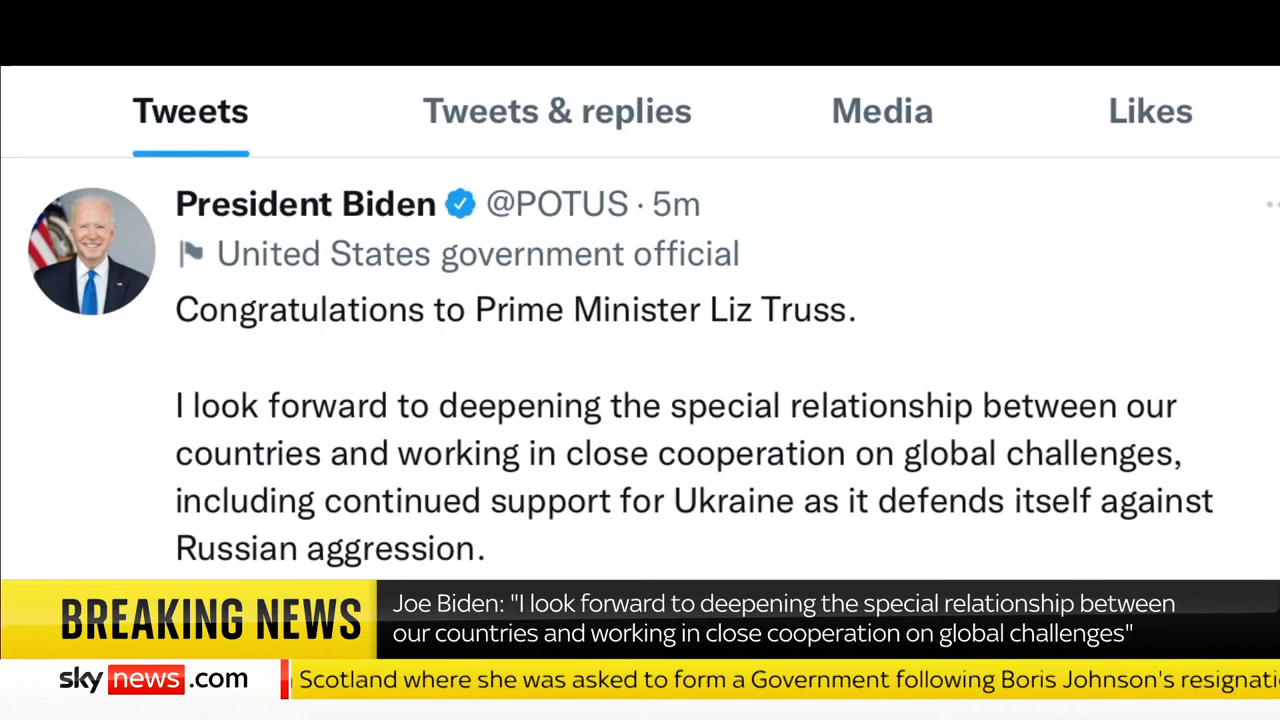 Tweets Tweets & replies Media Likes
President Biden @POTUS · 5m
United States government official
Congratulations to Prime Minister Liz Truss.
I look forward to deepening the special relationship between our
countries and working in close cooperation on global challenges,
including continued support for Ukraine as it defends itself against
Russian aggression.
BREAKING NEWS
Joe Biden: "I look forward to deepening the special relationship between
our countries and working in close cooperation on global challenges"
sky news .com
Scotland where she was asked to form a Government following Boris Johnson's resignati